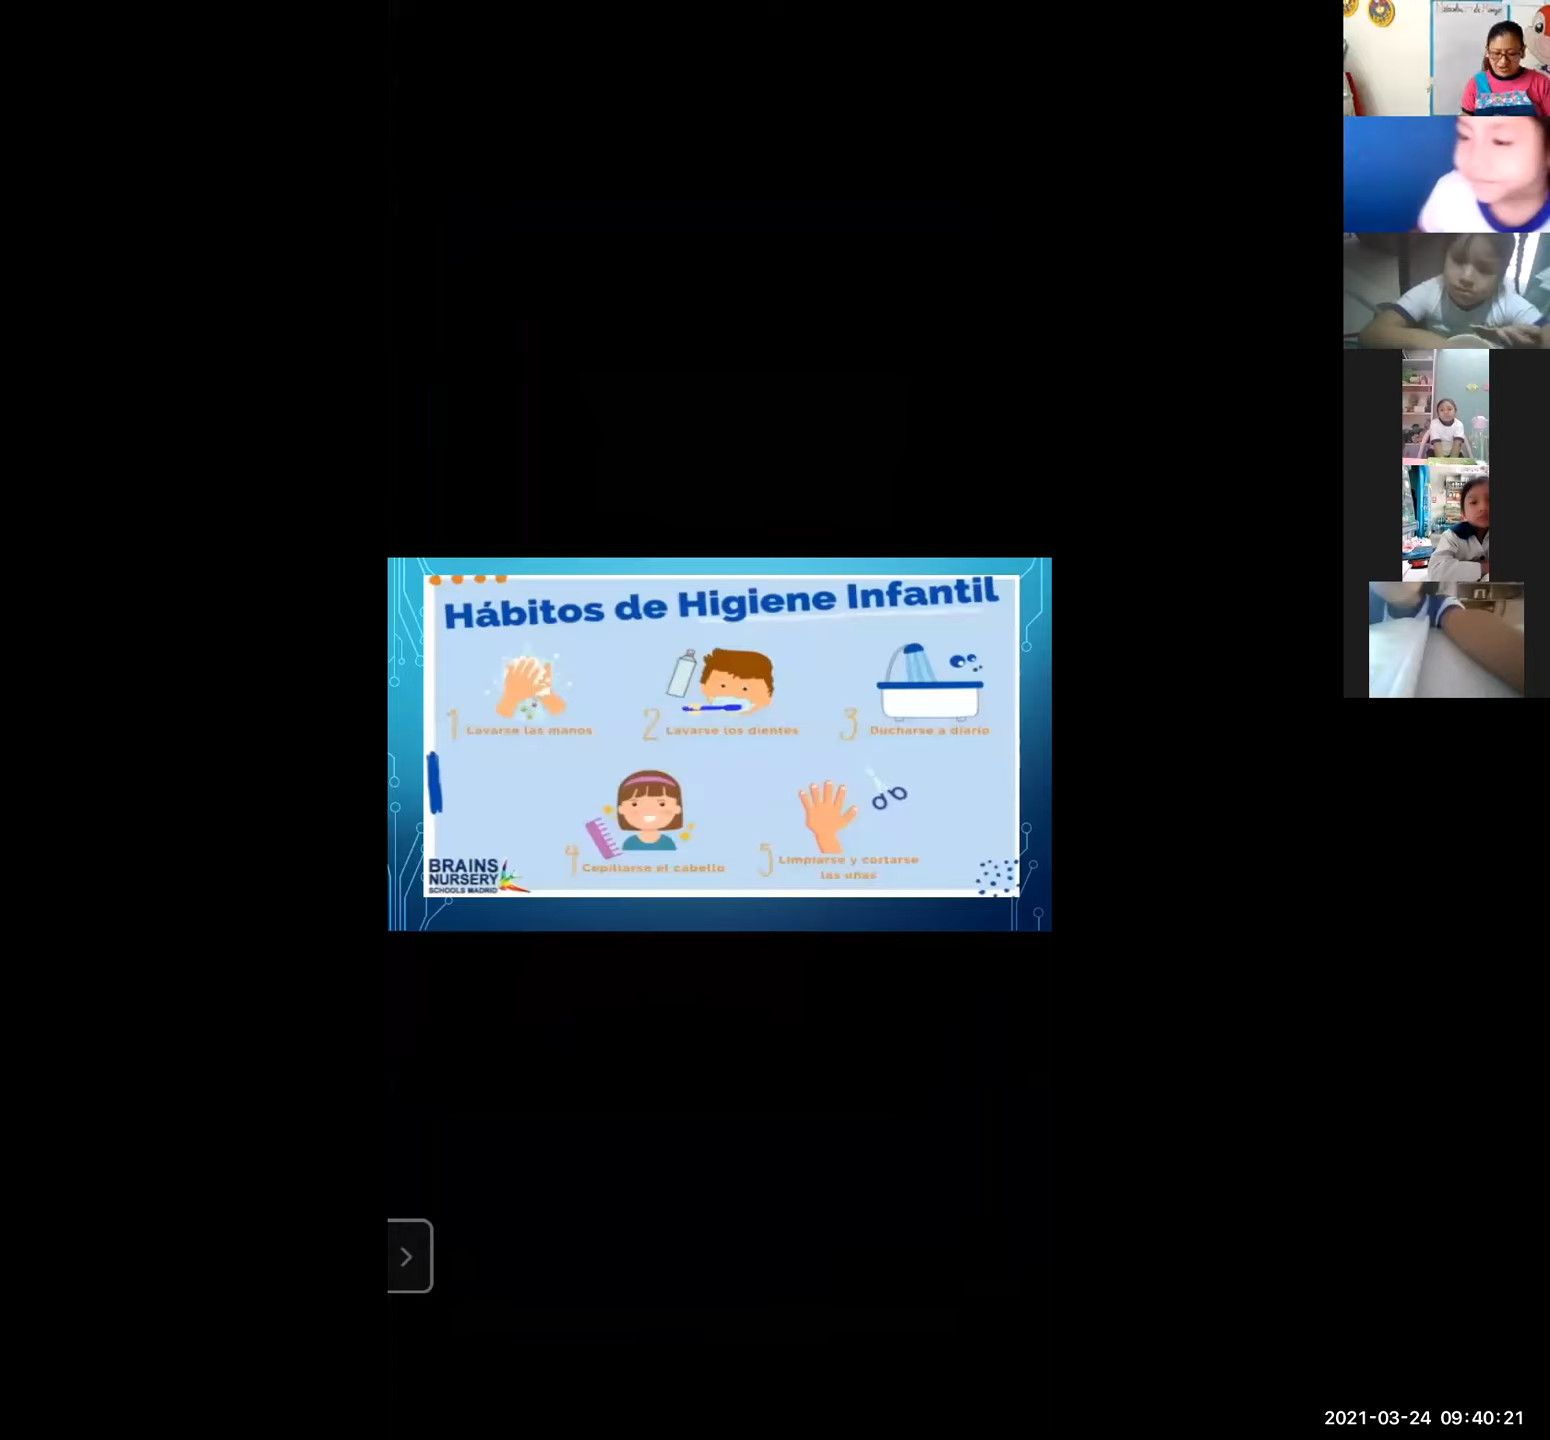 Hábitos de Higiene Infantil
1 Lavarse las manos
2 Lavarse los dientes
3 Ducharse a diario
4 Cepillarse el cabello
5 Limpiarse y cortarse
las uñas
BRAINS
NURSERY
SCHOOLS MADRID
2021-03-24 09:40:21